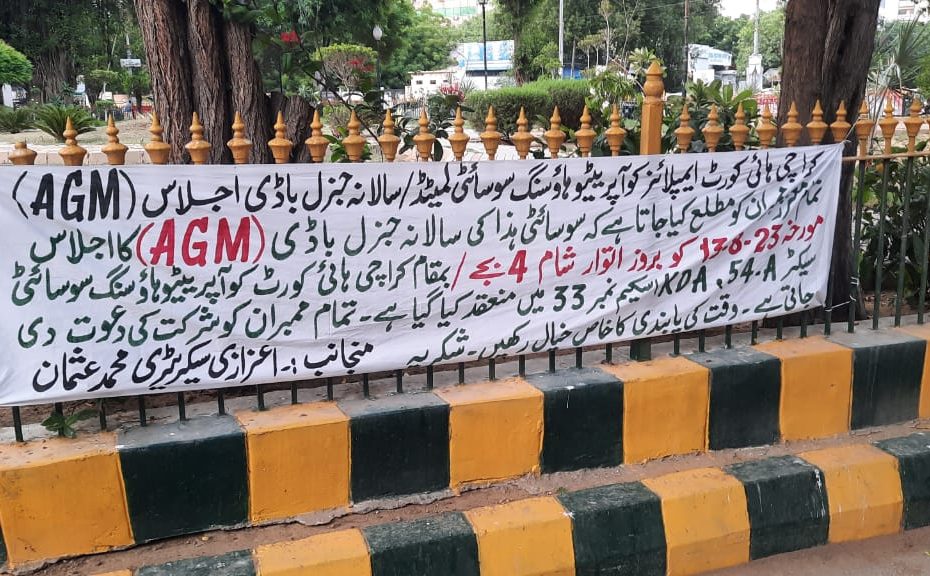 کراچی ہائی کورٹ ایمپلائز کوآپریٹیو ہاؤسنگ سوسائٹی لمیٹڈ/سالانہ جنرل باڈی اجلاس (AGM)
تمام ممبران کو مطلع کیا جاتا ہے کہ سوسائٹی ہذا کی سالانہ جنرل باڈی (AGM) کا اجلاس
مورخہ 13-8-23 کو بروز اتوار شام 4 بجے/بمقام کراچی ہائی کورٹ کوآپریٹیو ہاؤسنگ سوسائٹی
سیکٹر 54-A، KDA اسکیم نمبر 33 میں منعقد کیا گیا ہے۔ تمام ممبران کو شرکت کی دعوت دی
جاتی ہے۔ وقت کی پابندی کا خاص خیال رکھیں۔ شکریہ منجانب:۔ اعزازی سیکریٹری محمد عثمان